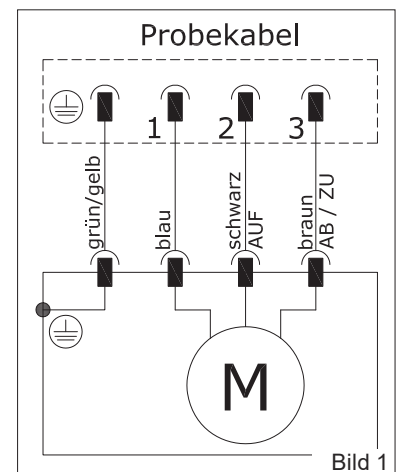 Probekabel
1 2 3
grün/gelb
blau
schwarz
AUF
braun
AB / ZU
M
Bild 1